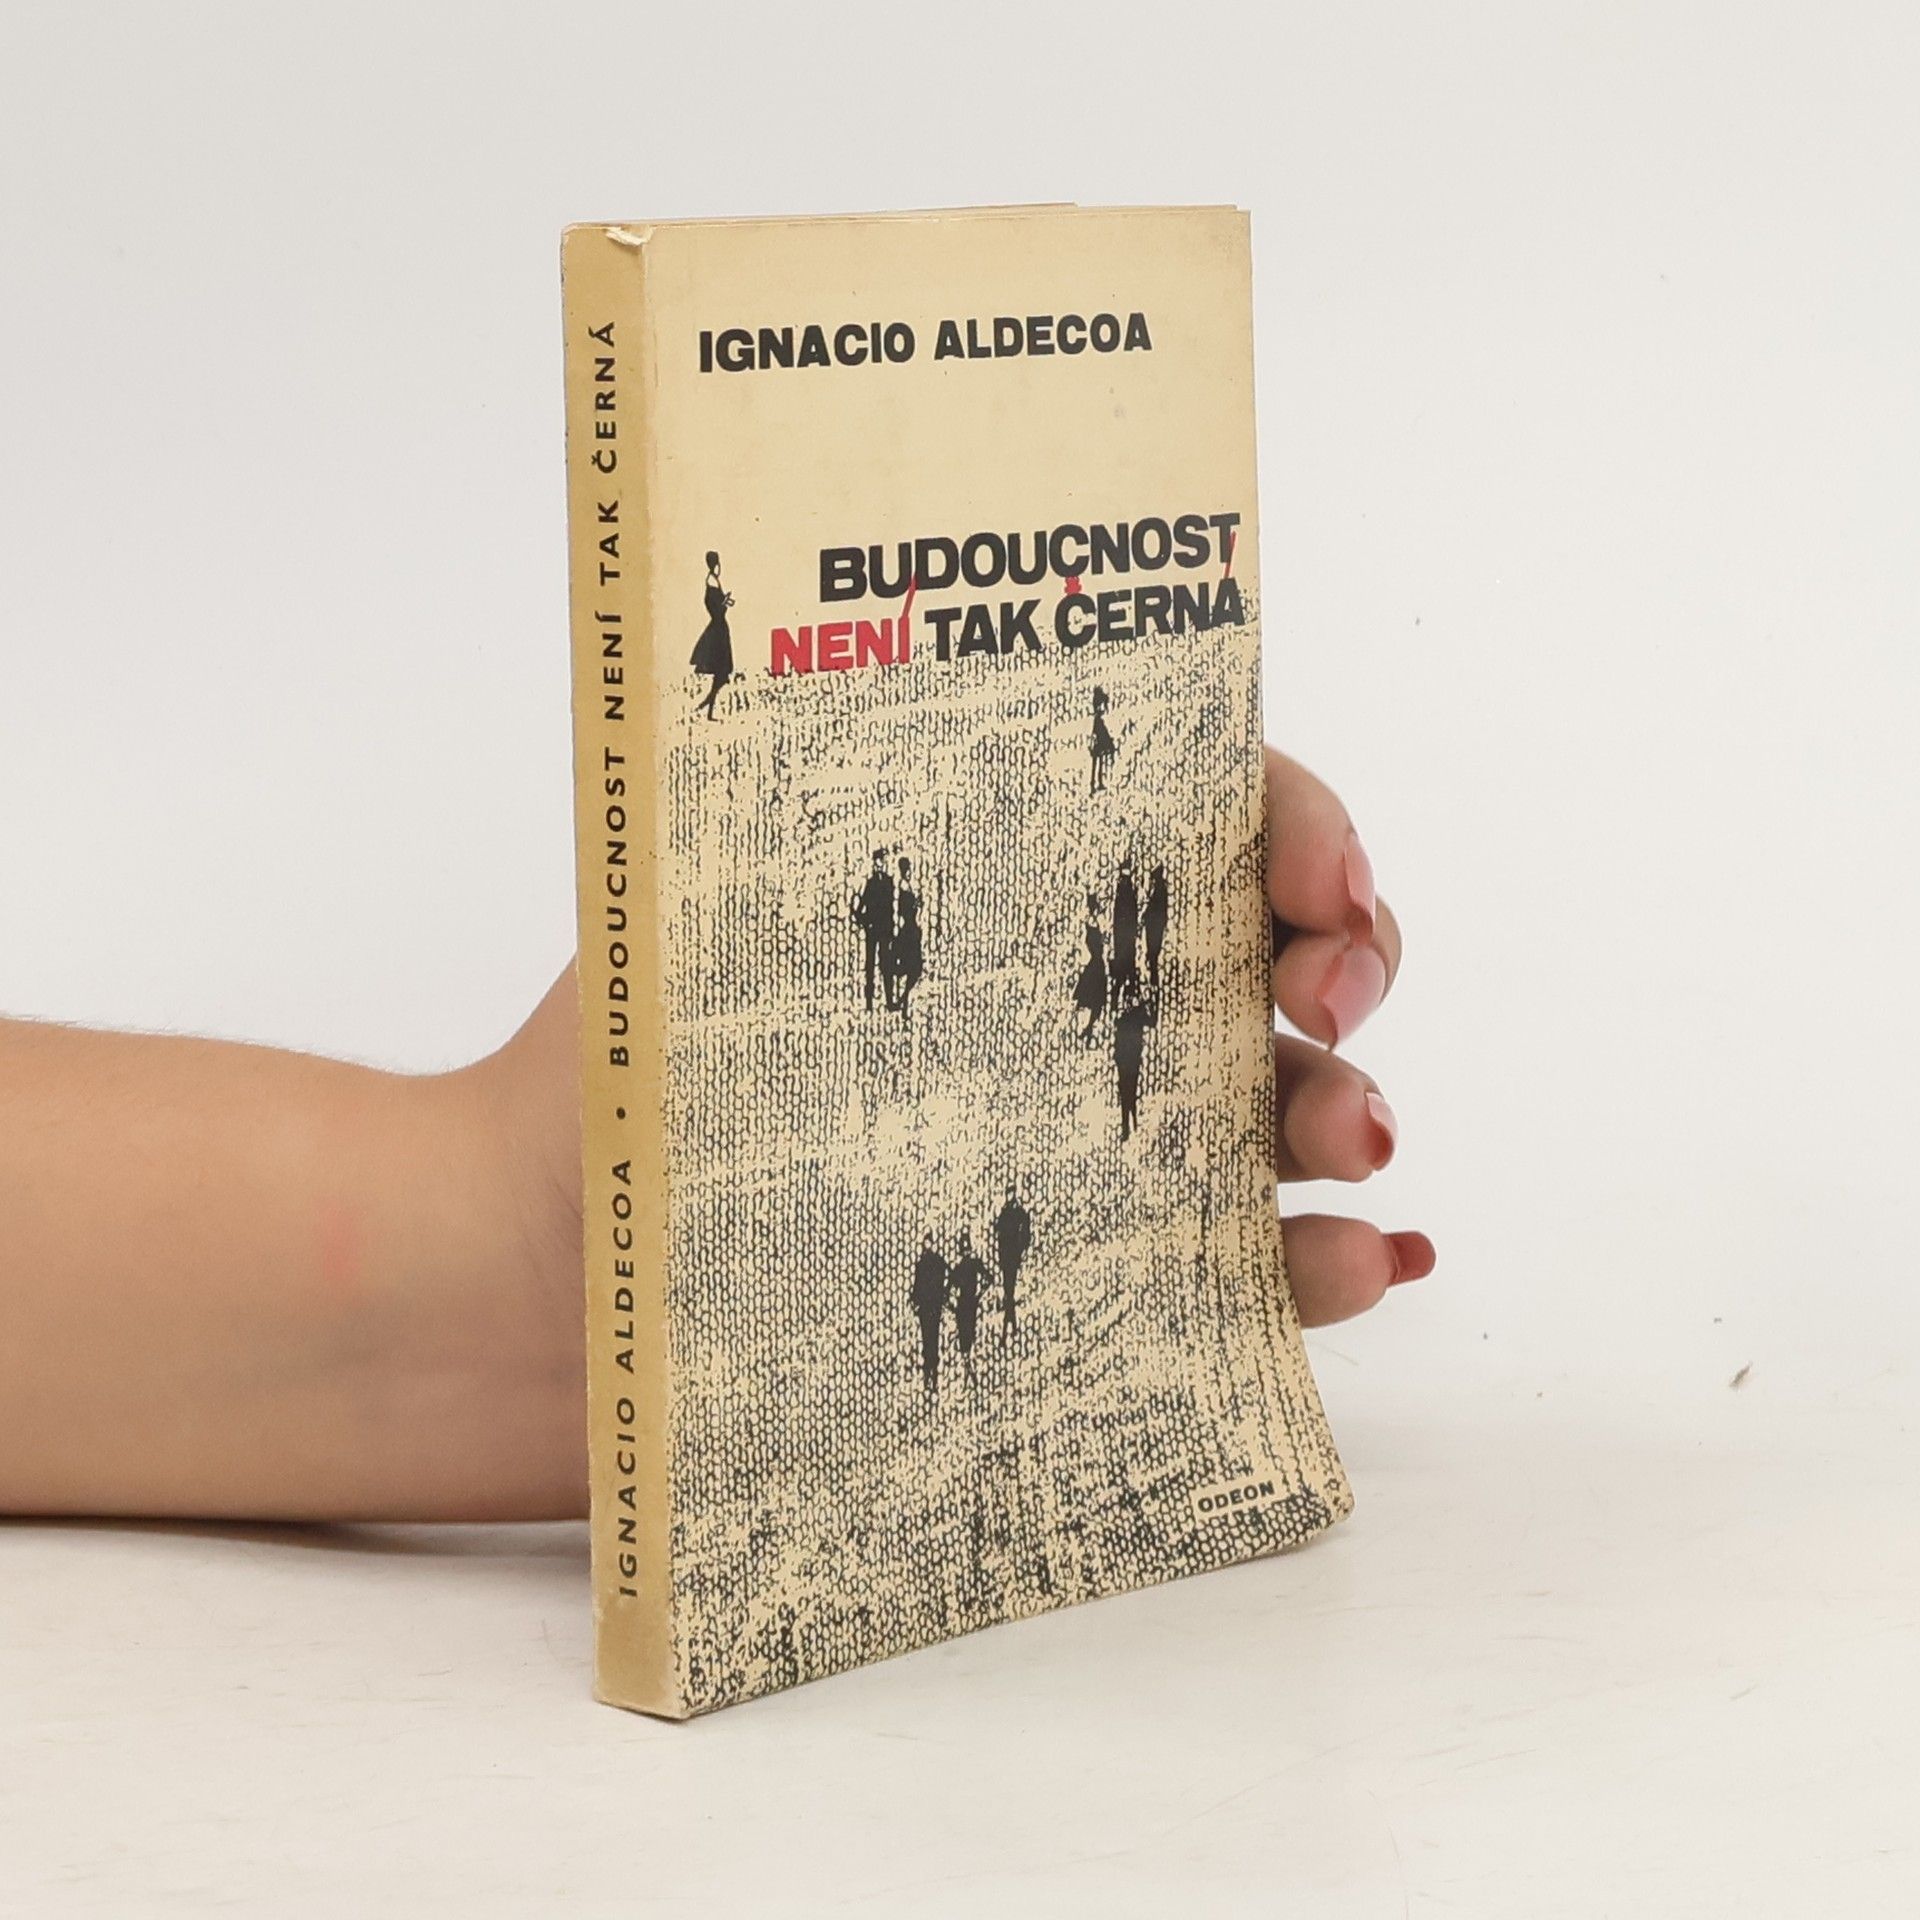 IGNACIO ALDECOA • BUDOUCNOST NENÍ TAK ČERNÁ
IGNACIO ALDECOA
BUDOUCNOST
NENÍ TAK ČERNÁ
ODEON